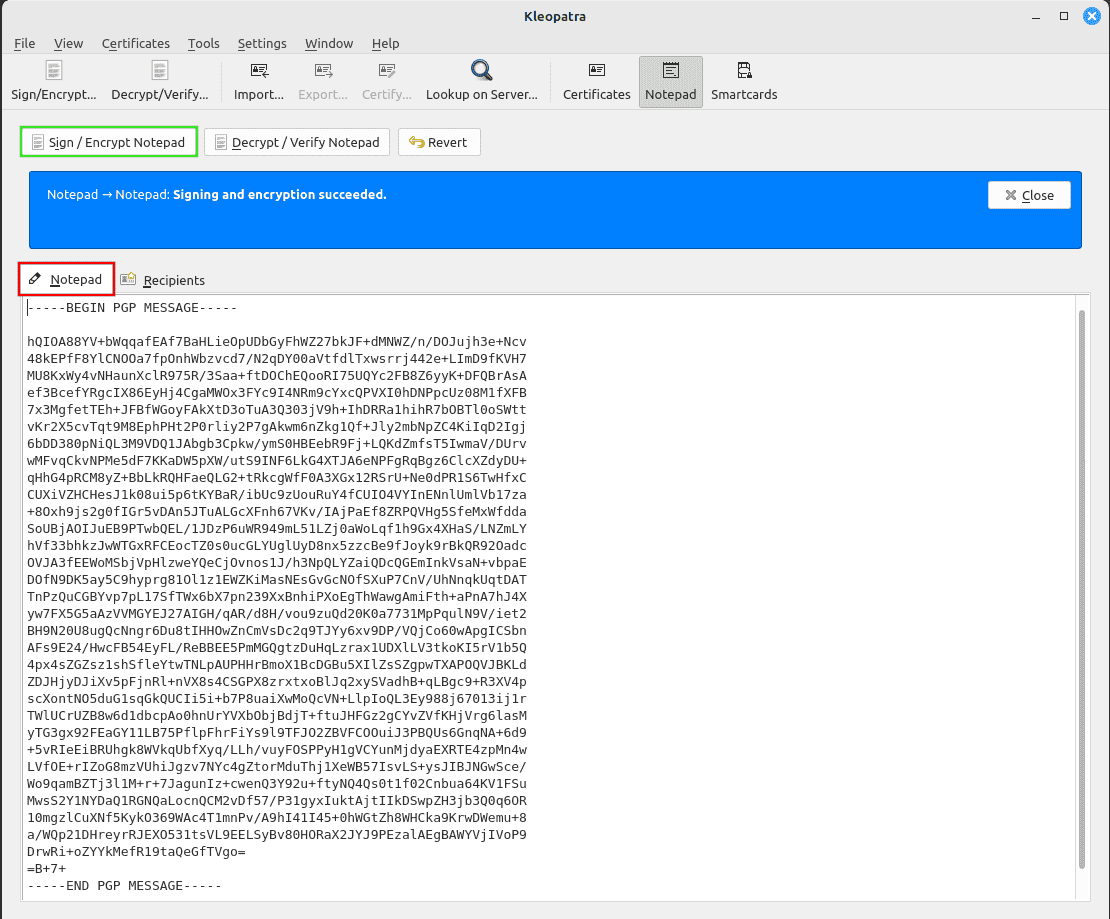 Kleopatra
File View Certificates Tools Settings Window Help
Sign/Encrypt... Decrypt/Verify... Import... Export... Certify... Lookup on Server... Certificates Notepad Smartcards
Sign / Encrypt Notepad Decrypt / Verify Notepad Revert
Notepad → Notepad: Signing and encryption succeeded. Close
Notepad Recipients
-----BEGIN PGP MESSAGE-----
hQIOA88YV+bWqqafEAf7BaHLieOpUDbGyFhWZ27bkJF+dMNWZ/n/DOJujh3e+Ncv
48kEPfF8YlCNOOa7fpOnhWbzvcd7/N2qDY00aVtfdlTxwsrrj442e+LImD9fKVH7
MU8KxWy4vNHaunXclR975R/3Saa+ftDOChEQooRI75UQYc2FB8Z6yyK+DFQBrAsA
ef3BcefYRgcIX86EyHj4CgaMWOx3FYc9I4NRm9cYxcQPVXI0hDNPpcUz08M1fXFB
7x3MgfetTEh+JFBfWGoyFAkXtD3oTuA3Q303jV9h+IhDRRa1hihR7bOBTl0oSWtt
vKr2X5cvTqt9M8EphPHt2P0rliy2P7gAkwm6nZkg1Qf+Jly2mbNpZC4KiIqD2Igj
6bDD380pNiQL3M9VDQ1JAbgb3Cpkw/ymS0HBEebR9Fj+LQKdZmfsT5IwmaV/DUrv
wMFvqCkvNPMe5dF7KKaDW5pXW/utS9INF6LkG4XTJA6eNPFgRqBgz6ClcXZdyDU+
qHhG4pRCM8yZ+BbLkRQHFaeQLG2+tRkcgWfF0A3XGx12RSrU+Ne0dPR1S6TwHfxC
CUXiVZHCHesJ1k08ui5p6tKYBaR/ibUc9zUouRuY4fCUIO4VYInENnlUmlVb17za
+8Oxh9js2g0fIGr5vDAn5JTuALGcXFnh67VKv/IAjPaEf8ZRPQVHg5SfeMxWfdda
SoUBjAOIJuEB9PTwbQEL/1JDzP6uWR949mL51LZj0aWoLqf1h9Gx4XHaS/LNZmLY
hVf33bhkzJwWTGxRFCEocTZ0s0ucGLYUglUyD8nx5zzcBe9fJoyk9rBkQR92Oadc
OVJA3fEEWoMSbjVpHlzweYQeCjOvnos1J/h3NpQLYZaiQDcQGEmInkVsaN+vbpaE
DOfN9DK5ay5C9hyprg81Ol1z1EWZKiMasNEsGvGcNOfSXuP7CnV/UhNnqkUqtDAT
TnPzQuCGBYvp7pL17SfTWx6bX7pn239XxBnhiPXoEgThWawgAmiFth+aPnA7hJ4X
yw7FX5G5aAzVVMGYEJ27AIGH/qAR/d8H/vou9zuQd20K0a7731MpPqulN9V/iet2
BH9N20U8ugQcNngr6Du8tIHHOwZnCmVsDc2q9TJYy6xv9DP/VQjCo60wApgICSbn
AFs9E24/HwcFB54EyFL/ReBBEE5PmMGQgtzDuHqLzrax1UDXlLV3tkoKI5rV1b5Q
4px4sZGZsz1shSfleYtwTNLpAUPHHrBmoX1BcDGBu5XIlZsSZgpwTXAPOQVJBKLd
ZDJHjyDJiXv5pFjnRl+nVX8s4CSGPX8zrxtxoBlJq2xySVadhB+qLBgc9+R3XV4p
scXontNO5duG1sqGkQUCIi5i+b7P8uaiXwMoQcVN+LlpIoQL3Ey988j67013ij1r
TWlUCrUZB8w6d1dbcpAo0hnUrYVXbObjBdjT+ftuJHFGz2gCYvZVfKHjVrg6lasM
yTG3gx92FEaGY11LB75PflpFhrFiYs9l9TFJO2ZBVFCOOuiJ3PBQUs6GnqNA+6d9
+5vRIeEiBRUhgk8WVkqUbfXyq/LLh/vuyFOSPPyH1gVCYunMjdyaEXRTE4zpMn4w
LVfOE+rIZoG8mzVUhiJgzv7NYc4gZtorMduThj1XeWB57IsvLS+ysJIBJNGwSce/
Wo9qamBZTj3l1M+r+7JagunIz+cwenQ3Y92u+ftyNQ4Qs0t1f02Cnbua64KV1FSu
MwsS2Y1NYDaQ1RGNQaLocnQCM2vDf57/P31gyxIuktAjtIIkDSwpZH3jb3Q0q6OR
10mgzlCuXNf5KykO369WAc4T1mnPv/A9hI41I45+0hWGtZh8WHCka9KrwDWemu+8
a/WQp21DHreyrRJEXO531tsVL9EELSyBv80HORaX2JYJ9PEzalAEgBAWYVjIVoP9
DrwRi+oZYYkMefR19taQeGfTVgo=
=B+7+
-----END PGP MESSAGE-----